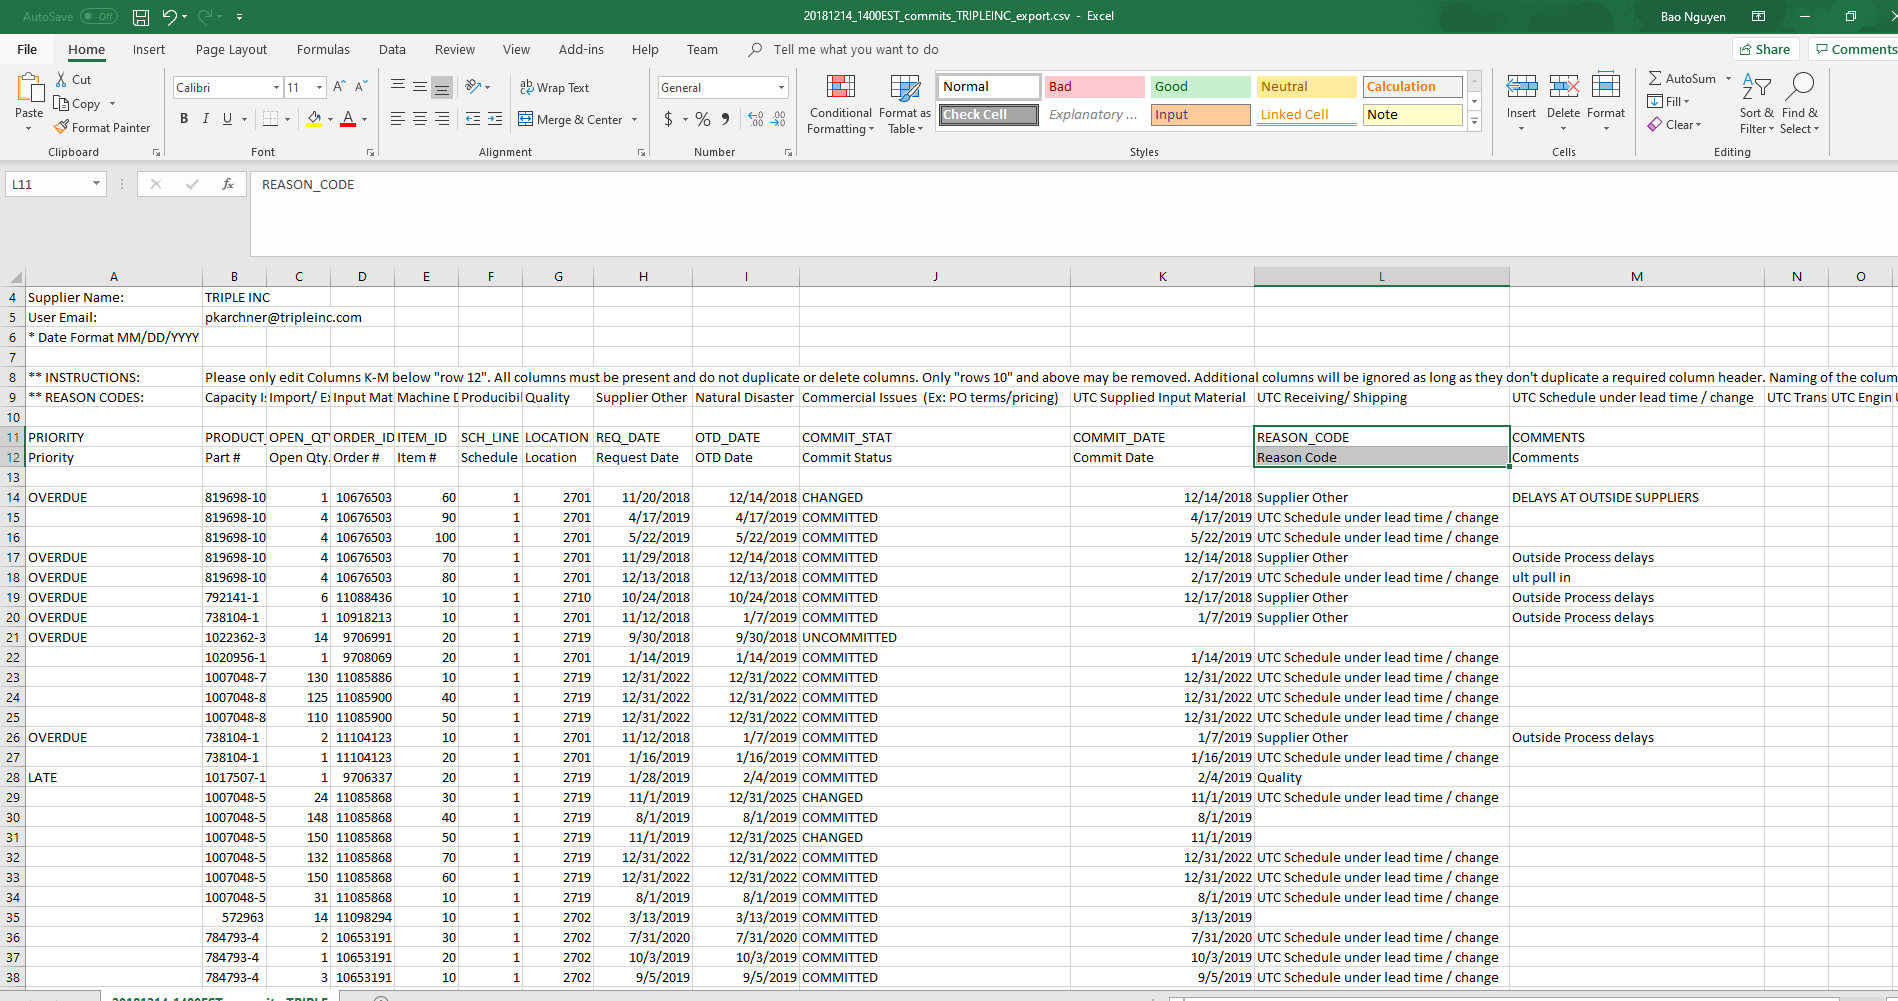 AutoSave Off 20181214_1400EST_commits_TRIPLEINC_export.csv - Excel Bao Nguyen
File Home Insert Page Layout Formulas Data Review View Add-ins Help Team Tell me what you want to do Share Comments
Cut
Copy
Format Painter
Paste
Calibri 11
B I U
Wrap Text
Merge & Center
General
$ % 9
Conditional Formatting
Format as Table
Normal Bad Good Neutral Calculation
Check Cell Explanatory ... Input Linked Cell Note
Insert Delete Format
AutoSum
Fill
Clear
Sort & Filter
Find & Select
Clipboard Font Alignment Number Styles Cells Editing
L11 fx REASON_CODE
A B C D E F G H I J K L M N O
4 Supplier Name: TRIPLE INC
5 User Email: pkarchner@tripleinc.com
6 * Date Format MM/DD/YYYY
7
8 ** INSTRUCTIONS: Please only edit Columns K-M below "row 12". All columns must be present and do not duplicate or delete columns. Only "rows 10" and above may be removed. Additional columns will be ignored as long as they don't duplicate a required column header. Naming of the colum
9 ** REASON CODES: Capacity Import/ Ex Input Mat Machine Producibil Quality Supplier Other Natural Disaster Commercial Issues (Ex: PO terms/pricing) UTC Supplied Input Material UTC Receiving/ Shipping UTC Schedule under lead time / change UTC Trans UTC Engin
10
11 PRIORITY PRODUCT_ OPEN_QT ORDER_ID ITEM_ID SCH_LINE LOCATION REQ_DATE OTD_DATE COMMIT_STAT COMMIT_DATE REASON_CODE COMMENTS
12 Priority Part # Open Qty. Order # Item # Schedule Location Request Date OTD Date Commit Status Commit Date Reason Code Comments
13
14 OVERDUE 819698-10 1 10676503 60 1 2701 11/20/2018 12/14/2018 CHANGED 12/14/2018 Supplier Other DELAYS AT OUTSIDE SUPPLIERS
15 819698-10 4 10676503 90 1 2701 4/17/2019 4/17/2019 COMMITTED 4/17/2019 UTC Schedule under lead time / change
16 819698-10 4 10676503 100 1 2701 5/22/2019 5/22/2019 COMMITTED 5/22/2019 UTC Schedule under lead time / change
17 OVERDUE 819698-10 4 10676503 70 1 2701 11/29/2018 12/14/2018 COMMITTED 12/14/2018 Supplier Other Outside Process delays
18 OVERDUE 819698-10 4 10676503 80 1 2701 12/13/2018 12/13/2018 COMMITTED 2/17/2019 UTC Schedule under lead time / change ult pull in
19 OVERDUE 792141-1 6 11088436 10 1 2710 10/24/2018 10/24/2018 COMMITTED 12/17/2018 Supplier Other Outside Process delays
20 OVERDUE 738104-1 1 10918213 10 1 2701 11/12/2018 1/7/2019 COMMITTED 1/7/2019 Supplier Other Outside Process delays
21 OVERDUE 1022362-3 14 9706991 20 1 2719 9/30/2018 9/30/2018 UNCOMMITTED
22 1020956-1 1 9708069 20 1 2701 1/14/2019 1/14/2019 COMMITTED 1/14/2019 UTC Schedule under lead time / change
23 1007048-7 130 11085886 10 1 2719 12/31/2022 12/31/2022 COMMITTED 12/31/2022 UTC Schedule under lead time / change
24 1007048-8 125 11085900 40 1 2719 12/31/2022 12/31/2022 COMMITTED 12/31/2022 UTC Schedule under lead time / change
25 1007048-8 110 11085900 50 1 2719 12/31/2022 12/31/2022 COMMITTED 12/31/2022 UTC Schedule under lead time / change
26 OVERDUE 738104-1 2 11104123 10 1 2701 11/12/2018 1/7/2019 COMMITTED 1/7/2019 Supplier Other Outside Process delays
27 738104-1 1 11104123 20 1 2701 1/16/2019 1/16/2019 COMMITTED 1/16/2019 UTC Schedule under lead time / change
28 LATE 1017507-1 1 9706337 20 1 2719 1/28/2019 2/4/2019 COMMITTED 2/4/2019 Quality
29 1007048-5 24 11085868 30 1 2719 11/1/2019 12/31/2025 CHANGED 11/1/2019 UTC Schedule under lead time / change
30 1007048-5 148 11085868 40 1 2719 8/1/2019 8/1/2019 COMMITTED 8/1/2019
31 1007048-5 150 11085868 50 1 2719 11/1/2019 12/31/2025 CHANGED 11/1/2019
32 1007048-5 132 11085868 70 1 2719 12/31/2022 12/31/2022 COMMITTED 12/31/2022 UTC Schedule under lead time / change
33 1007048-5 150 11085868 60 1 2719 12/31/2022 12/31/2022 COMMITTED 12/31/2022 UTC Schedule under lead time / change
34 1007048-5 31 11085868 10 1 2719 8/1/2019 8/1/2019 COMMITTED 8/1/2019 UTC Schedule under lead time / change
35 572963 14 11098294 10 1 2702 3/13/2019 3/13/2019 COMMITTED 3/13/2019
36 784793-4 2 10653191 30 1 2702 7/31/2020 7/31/2020 COMMITTED 7/31/2020 UTC Schedule under lead time / change
37 784793-4 1 10653191 20 1 2702 10/3/2019 10/3/2019 COMMITTED 10/3/2019 UTC Schedule under lead time / change
38 784793-4 3 10653191 10 1 2702 9/5/2019 9/5/2019 COMMITTED 9/5/2019 UTC Schedule under lead time / change
20181214_1400EST_commits_TRIPLE